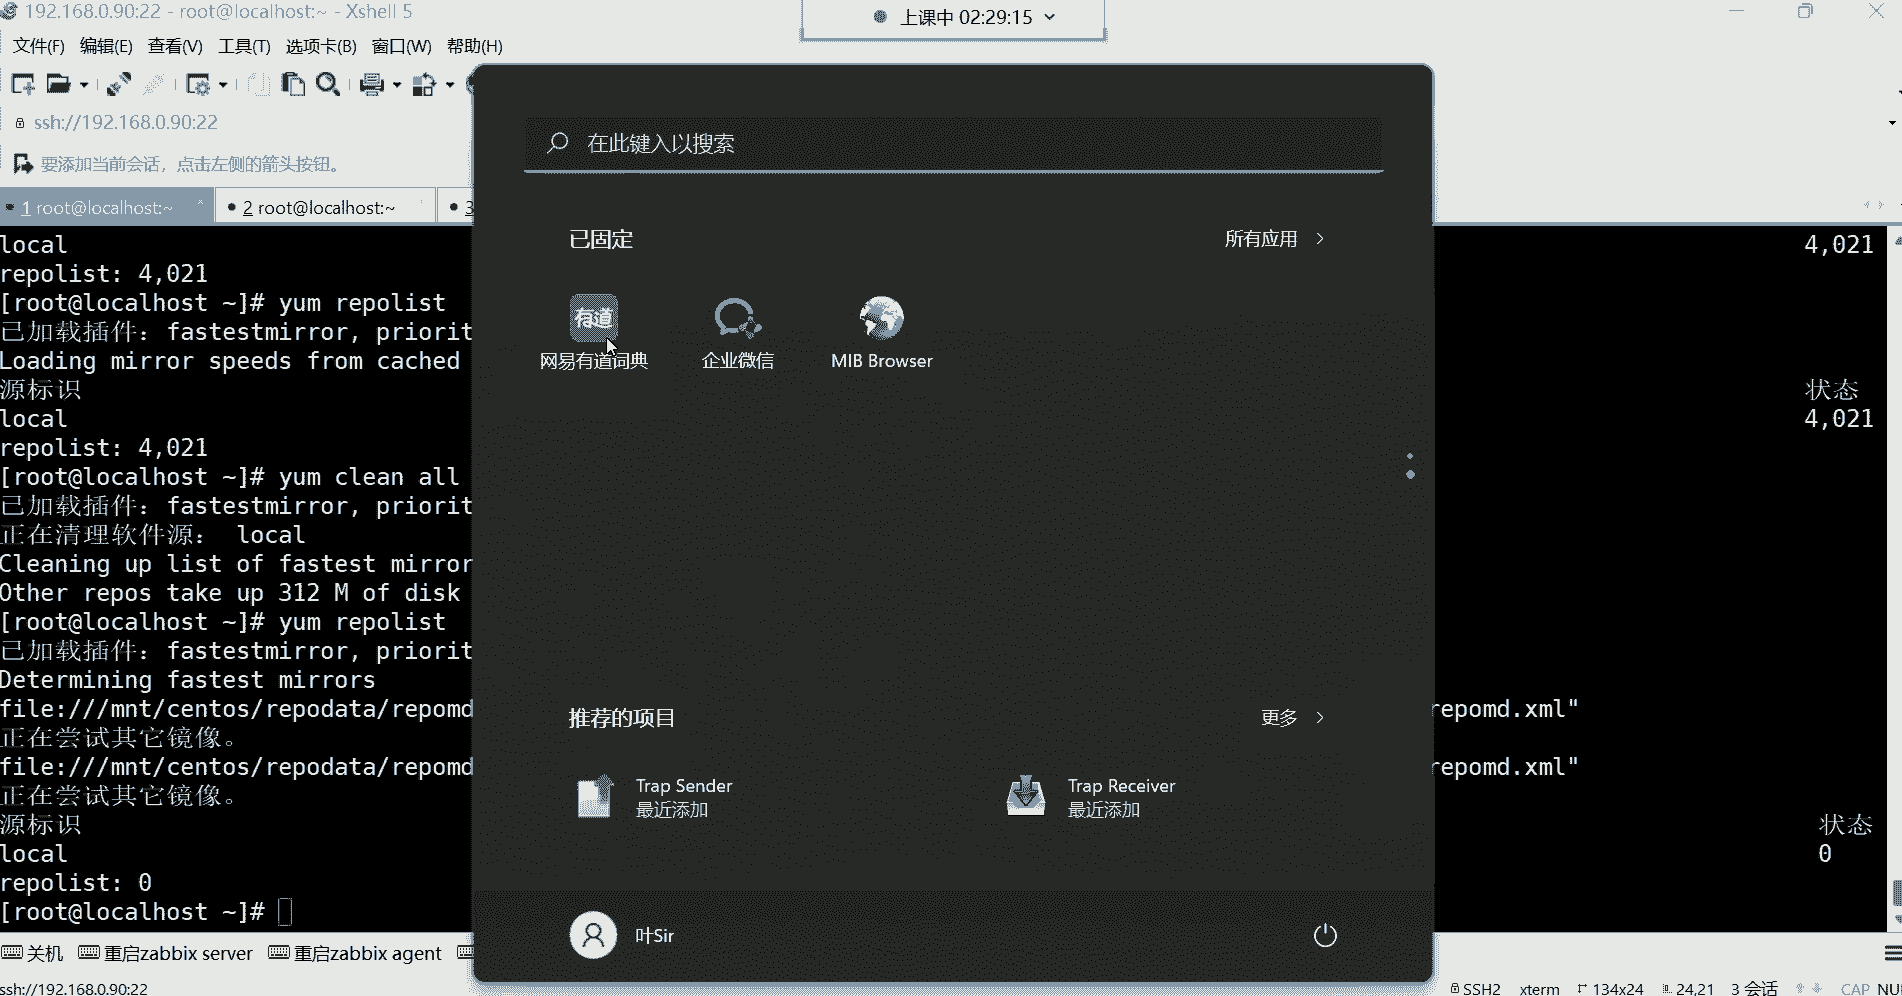 192.168.0.90:22 - root@localhost:~ - Xshell 5
上课中 02:29:15
文件(F) 编辑(E) 查看(V) 工具(T) 选项卡(B) 窗口(W) 帮助(H)
ssh://192.168.0.90:22
要添加当前会话，点击左侧的箭头按钮。
1 root@localhost:~ 2 root@localhost:~ 3
local 4,021
repolist: 4,021
[root@localhost ~]# yum repolist
已加载插件：fastestmirror, priorit
Loading mirror speeds from cached
源标识 状态
local 4,021
repolist: 4,021
[root@localhost ~]# yum clean all
已加载插件：fastestmirror, priorit
正在清理软件源： local
Cleaning up list of fastest mirror
Other repos take up 312 M of disk
[root@localhost ~]# yum repolist
已加载插件：fastestmirror, priorit
Determining fastest mirrors
file:///mnt/centos/repodata/repomd repomd.xml"
正在尝试其它镜像。
file:///mnt/centos/repodata/repomd repomd.xml"
正在尝试其它镜像。
源标识 状态
local 0
repolist: 0
[root@localhost ~]#
在此键入以搜索
已固定 所有应用
有道
网易有道词典 企业微信 MIB Browser
推荐的项目 更多
Trap Sender
最近添加
Trap Receiver
最近添加
叶Sir
关机 重启zabbix server 重启zabbix agent
ssh://192.168.0.90:22 SSH2 xterm 134x24 24,21 3 会话 CAP NU